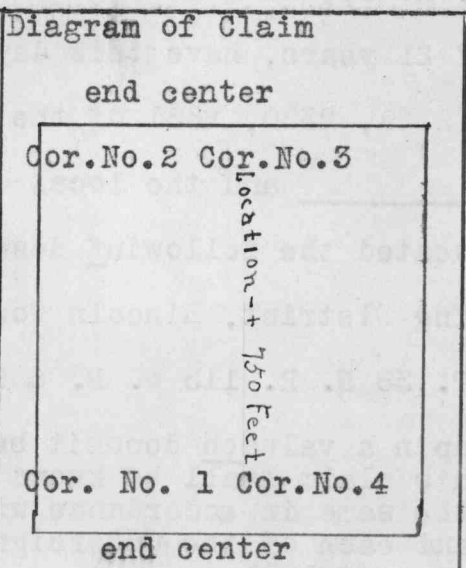 Diagram of Claim
end center
Cor.No.2 Cor.No.3
Location → 750 Feet
Cor. No. 1 Cor.No.4
end center